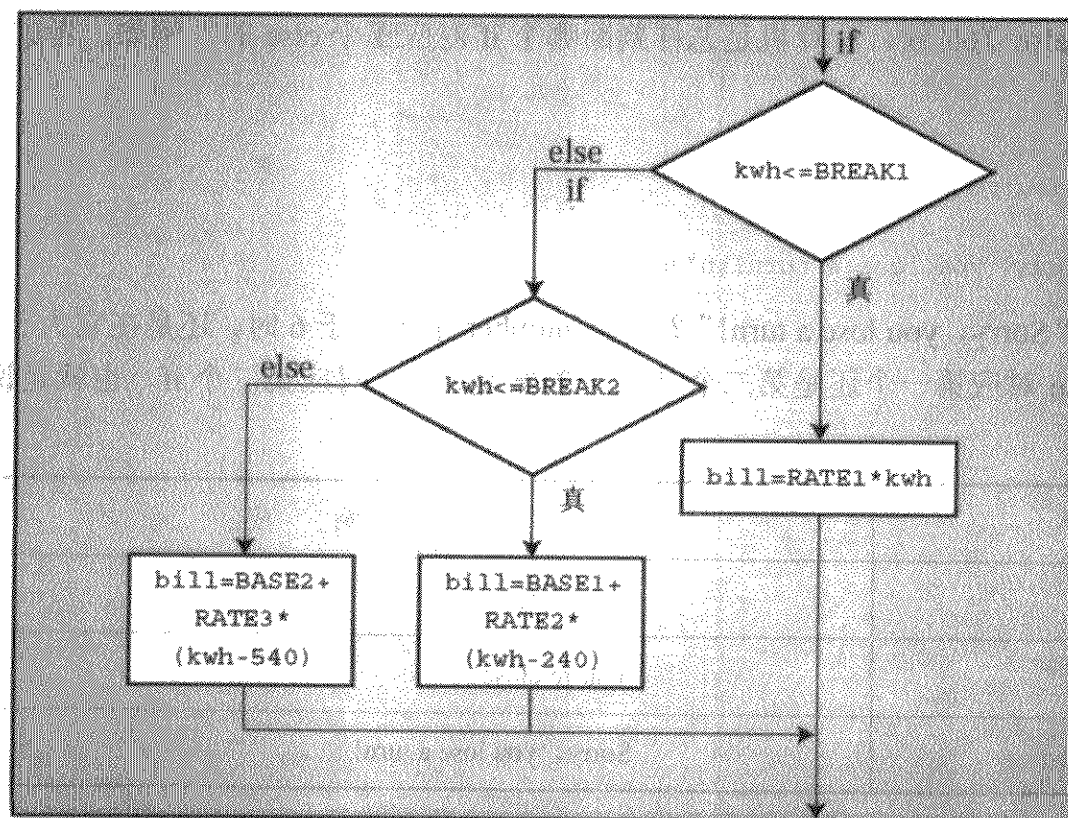 if
kwh<=BREAK1
else
if
真
kwh<=BREAK2
else
bill=RATE1*kwh
真
bill=BASE2+
RATE3*
(kwh-540)
bill=BASE1+
RATE2*
(kwh-240)